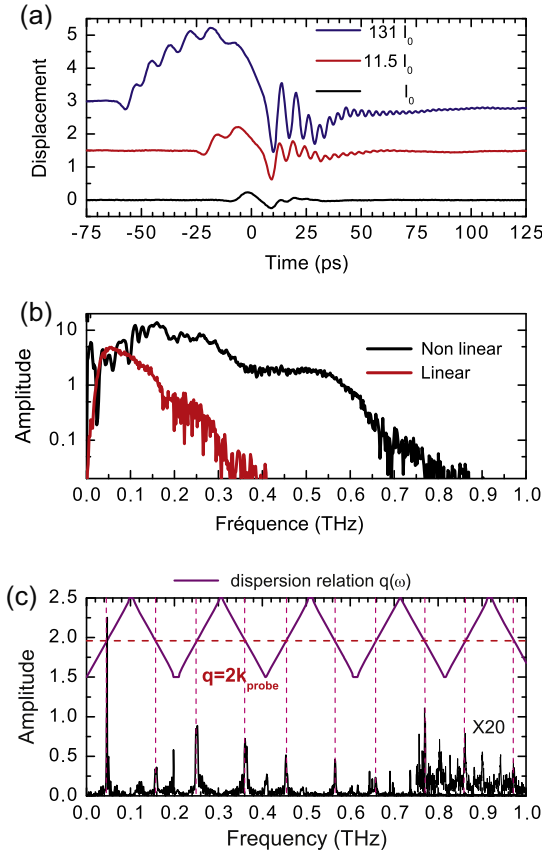 (a)
131 I0
11.5 I0
I0
Displacement
5
4
3
2
1
0
-75 -50 -25 0 25 50 75 100 125
Time (ps)
(b)
10
1
0.1
Amplitude
Non linear
Linear
0.0 0.1 0.2 0.3 0.4 0.5 0.6 0.7 0.8 0.9 1.0
Fréquence (THz)
dispersion relation q(ω)
(c)
2.5
2.0
1.5
1.0
0.5
0.0
Amplitude
q=2kprobe
X20
0.0 0.1 0.2 0.3 0.4 0.5 0.6 0.7 0.8 0.9 1.0
Frequency (THz)